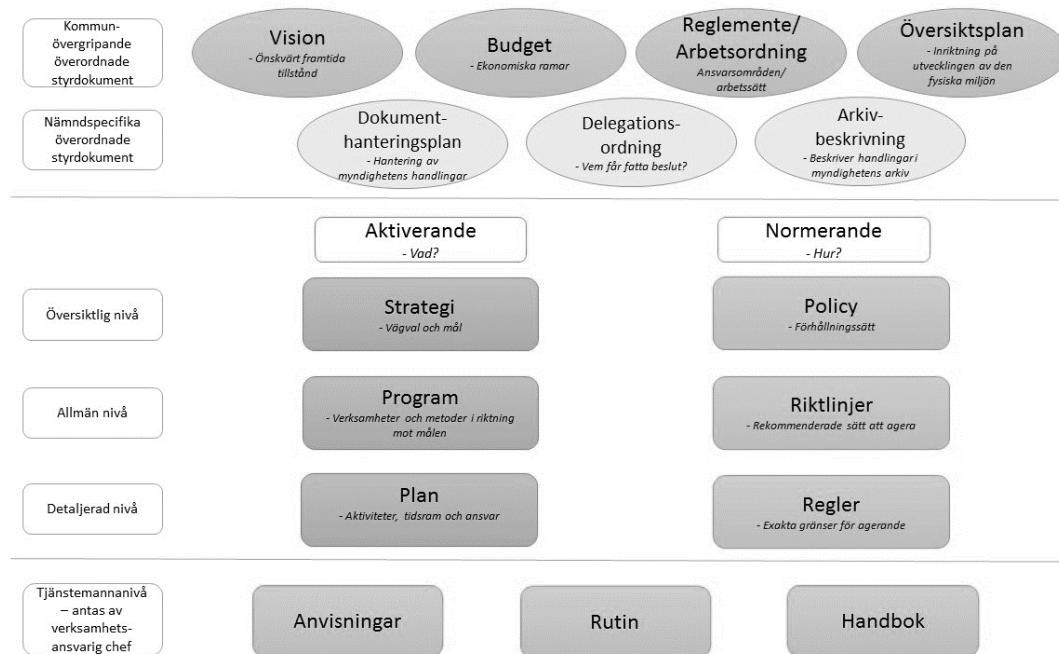 Kommun-
övergripande
överordnade
styrdokument
Vision
- Önskvärt framtida
tillstånd
Budget
- Ekonomiska ramar
Reglemente/
Arbetsordning
Ansvarsområden/
arbetssätt
Översiktsplan
- Inriktning på
utvecklingen av den
fysiska miljön
Nämndspecifika
överordnade
styrdokument
Dokument-
hanteringsplan
- Hantering av
myndighetens handlingar
Delegations-
ordning
- Vem får fatta beslut?
Arkiv-
beskrivning
- Beskriver handlingar i
myndighetens arkiv
Aktiverande
- Vad?
Normerande
- Hur?
Översiktlig nivå
Strategi
- Vägval och mål
Policy
- Förhållningssätt
Allmän nivå
Program
- Verksamheter och metoder i riktning
mot målen
Riktlinjer
- Rekommenderade sätt att agera
Detaljerad nivå
Plan
- Aktiviteter, tidsram och ansvar
Regler
- Exakta gränser för agerande
Tjänstemannanivå
– antas av
verksamhets-
ansvarig chef
Anvisningar
Rutin
Handbok